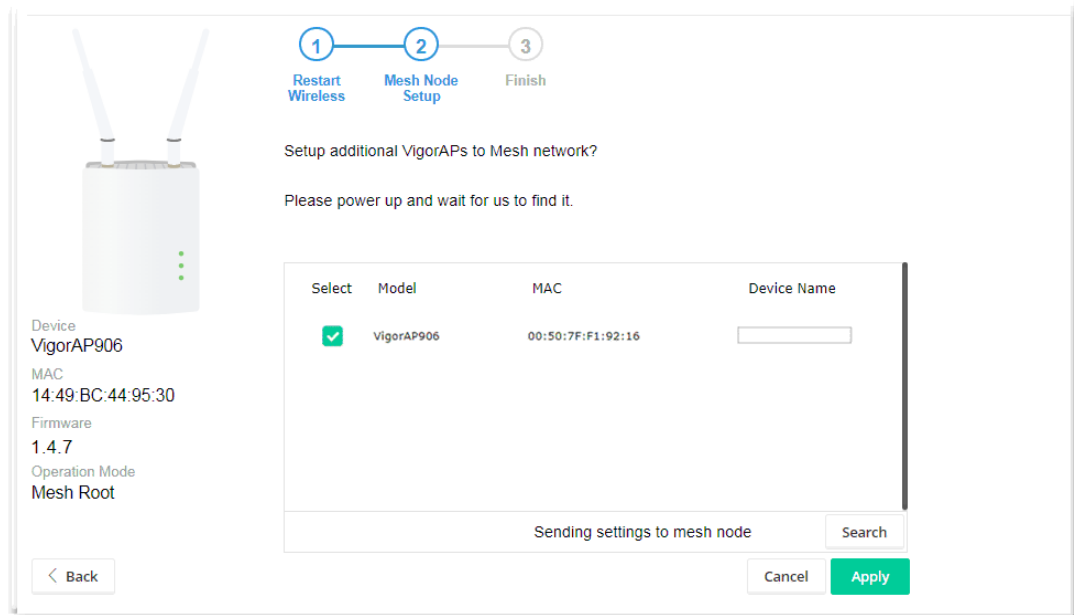 1 2 3
Restart Wireless
Mesh Node Setup
Finish
Setup additional VigorAPs to Mesh network?
Please power up and wait for us to find it.
Select Model MAC Device Name
VigorAP906 00:50:7F:F1:92:16
Sending settings to mesh node Search
Device
VigorAP906
MAC
14:49:BC:44:95:30
Firmware
1.4.7
Operation Mode
Mesh Root
Back Cancel Apply